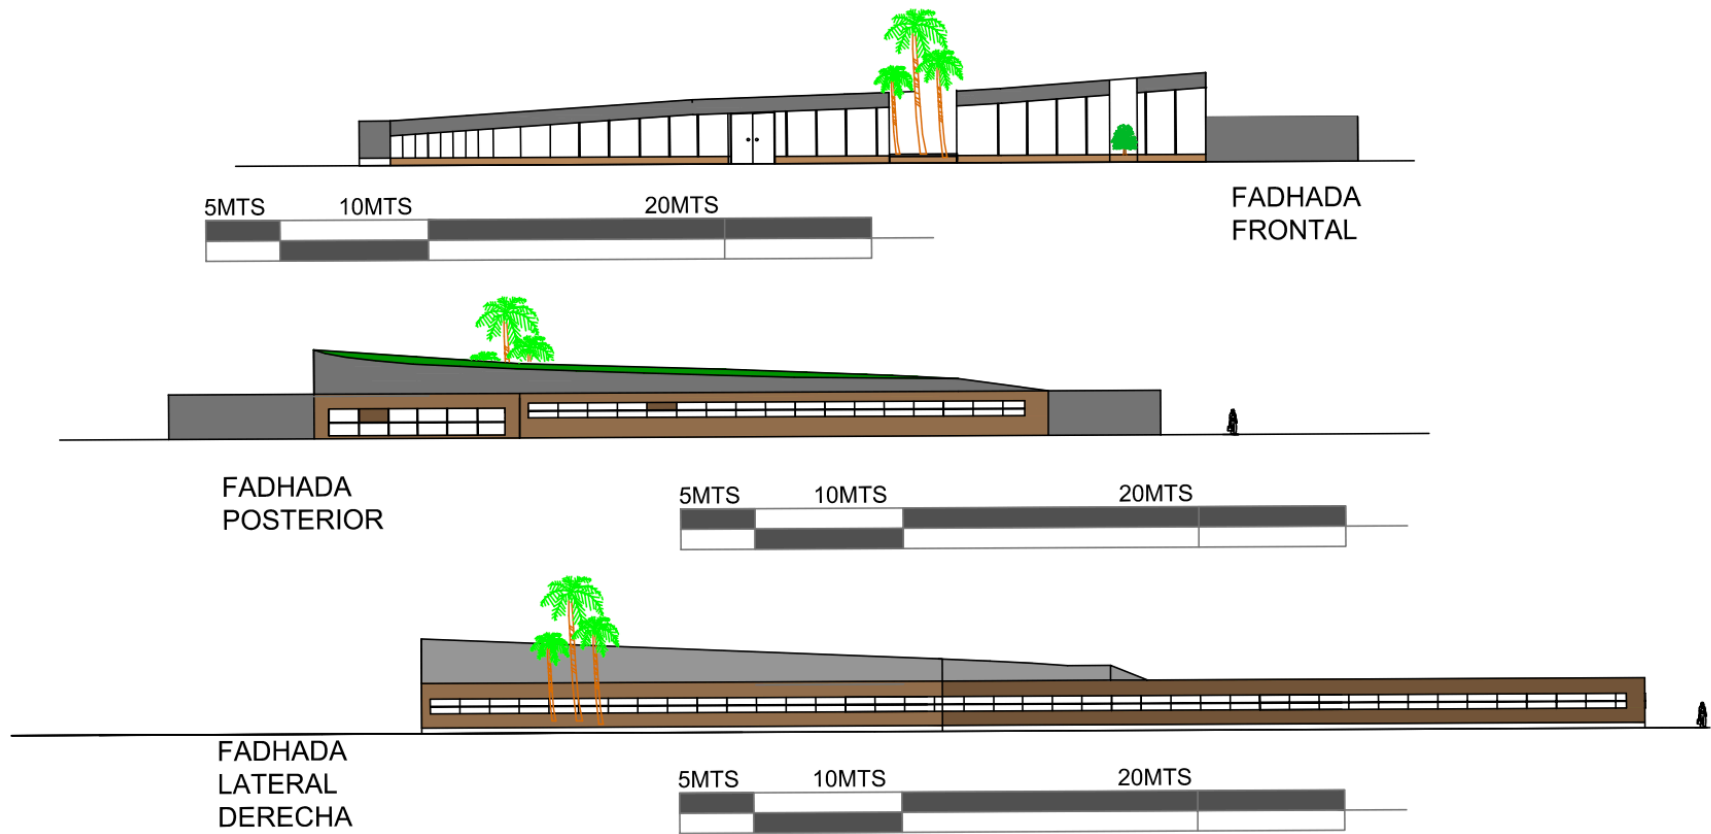 5MTS 10MTS 20MTS
FADHADA
FRONTAL
FADHADA
POSTERIOR
5MTS 10MTS 20MTS
FADHADA
LATERAL
DERECHA
5MTS 10MTS 20MTS